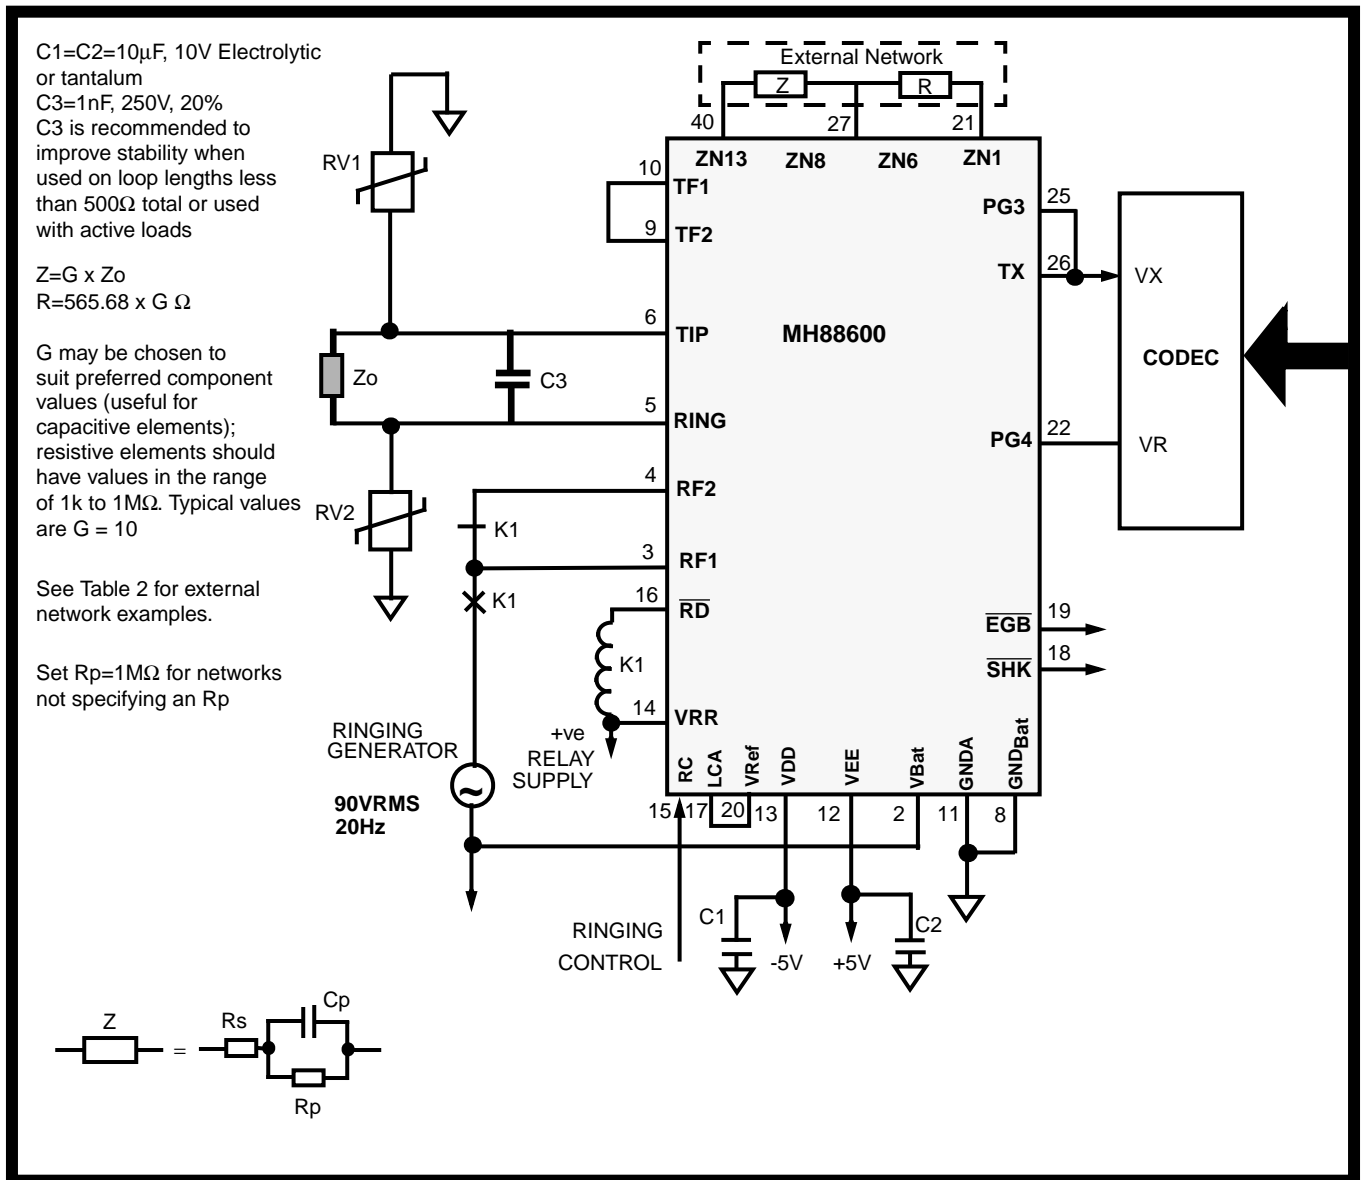 C1=C2=10μF, 10V Electrolytic
or tantalum
C3=1nF, 250V, 20%
C3 is recommended to
improve stability when
used on loop lengths less
than 500Ω total or used
with active loads
Z=G x Zo
R=565.68 x G Ω
G may be chosen to
suit preferred component
values (useful for
capacitive elements);
resistive elements should
have values in the range
of 1k to 1MΩ. Typical values
are G = 10
See Table 2 for external
network examples.
Set Rp=1MΩ for networks
not specifying an Rp
External Network
Z
R
40
27
21
ZN13
ZN8
ZN6
ZN1
RV1
10
TF1
9
TF2
PG3
25
TX
26
VX
6
TIP
MH88600
CODEC
Zo
C3
5
RING
PG4
22
VR
4
RF2
RV2
K1
3
RF1
K1
16
RD
EGB
19
K1
SHK
18
14
VRR
+ve
RELAY
SUPPLY
RINGING
GENERATOR
90VRMS
20Hz
RC
LCA
VRef
VDD
VEE
VBat
GNDA
GNDBat
15
17
20
13
12
2
11
8
C1
-5V
+5V
C2
RINGING
CONTROL
Z
=
Rs
Cp
Rp